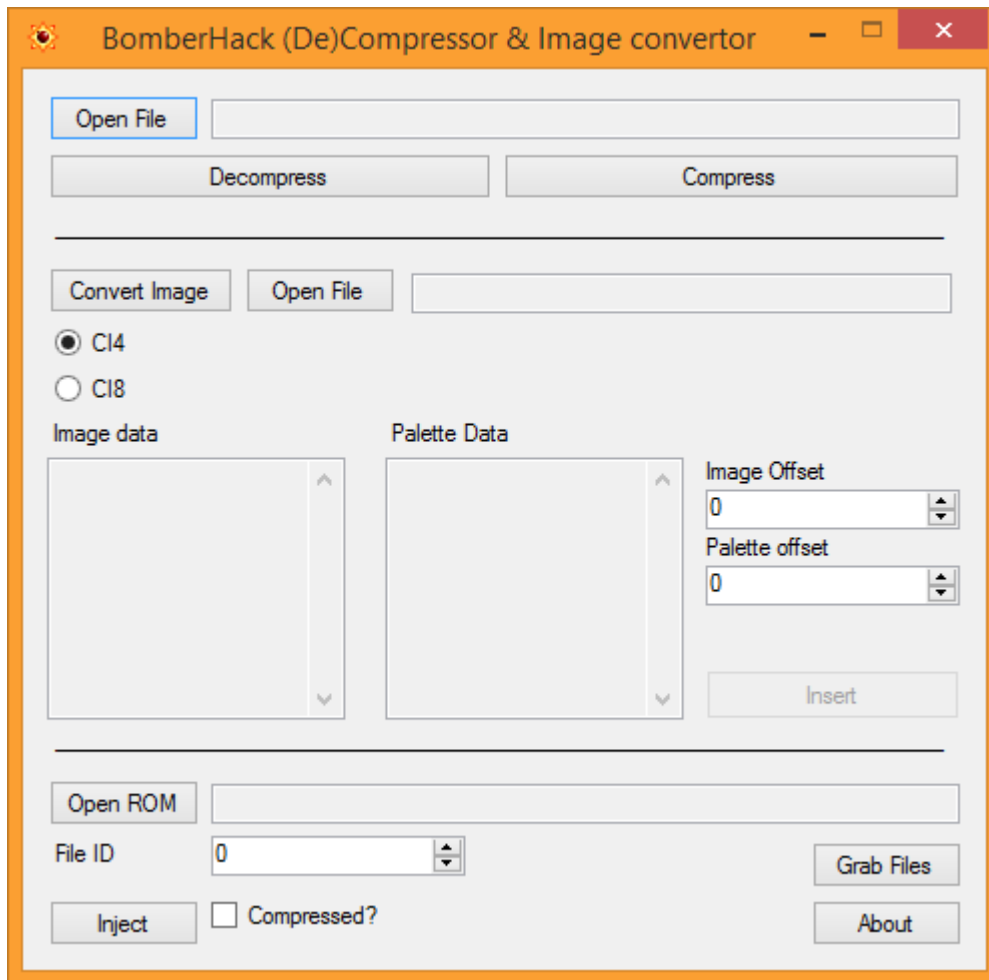 BomberHack (De)Compressor & Image convertor
Open File
Decompress Compress
Convert Image Open File
CI4
CI8
Image data Palette Data
Image Offset
0
Palette offset
0
Insert
Open ROM
File ID 0
Grab Files
Inject Compressed? About